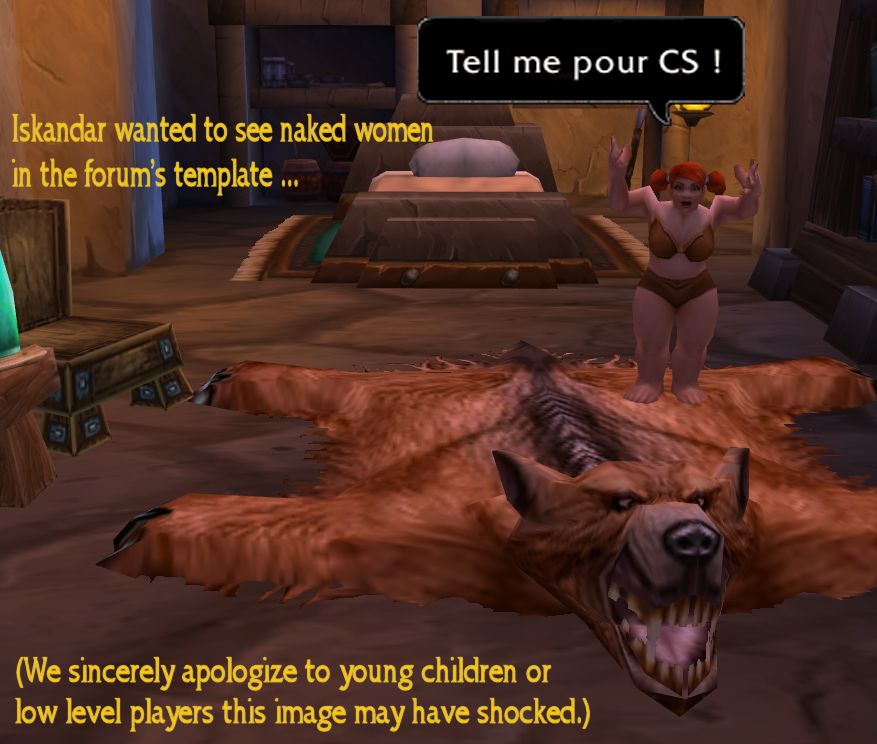 Tell me pour CS !
Iskandar wanted to see naked women
in the forum's template ...
(We sincerely apologize to young children or
low level players this image may have shocked.)